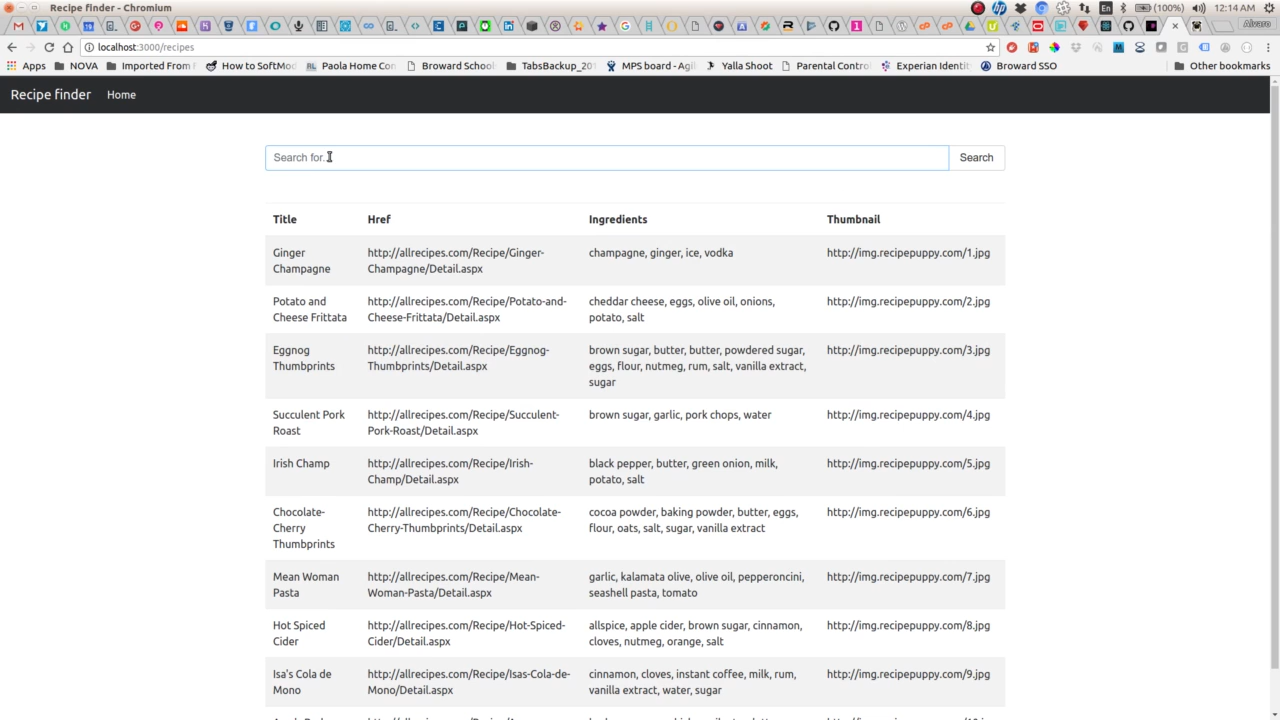 Recipe finder - Chromium
En (100%) 12:14 AM
Alvaro
localhost:3000/recipes
Apps NOVA Imported From How to SoftMod Paola Home Con Broward Schools TabsBackup_201 MPS board - Agil Yalla Shoot Parental Contro Experian Identit Broward SSO Other bookmarks
Recipe finder Home
Search for. Search
Title Href Ingredients Thumbnail
Ginger http://allrecipes.com/Recipe/Ginger- champagne, ginger, ice, vodka http://img.recipepuppy.com/1.jpg
Champagne Champagne/Detail.aspx
Potato and http://allrecipes.com/Recipe/Potato-and- cheddar cheese, eggs, olive oil, onions, http://img.recipepuppy.com/2.jpg
Cheese Frittata Cheese-Frittata/Detail.aspx potato, salt
Eggnog http://allrecipes.com/Recipe/Eggnog- brown sugar, butter, butter, powdered sugar, http://img.recipepuppy.com/3.jpg
Thumbprints Thumbprints/Detail.aspx eggs, flour, nutmeg, rum, salt, vanilla extract,
sugar
Succulent Pork http://allrecipes.com/Recipe/Succulent- brown sugar, garlic, pork chops, water http://img.recipepuppy.com/4.jpg
Roast Pork-Roast/Detail.aspx
Irish Champ http://allrecipes.com/Recipe/Irish- black pepper, butter, green onion, milk, http://img.recipepuppy.com/5.jpg
Champ/Detail.aspx potato, salt
Chocolate- http://allrecipes.com/Recipe/Chocolate- cocoa powder, baking powder, butter, eggs, http://img.recipepuppy.com/6.jpg
Cherry Cherry-Thumbprints/Detail.aspx flour, oats, salt, sugar, vanilla extract
Thumbprints
Mean Woman http://allrecipes.com/Recipe/Mean- garlic, kalamata olive, olive oil, pepperoncini, http://img.recipepuppy.com/7.jpg
Pasta Woman-Pasta/Detail.aspx seashell pasta, tomato
Hot Spiced http://allrecipes.com/Recipe/Hot-Spiced- allspice, apple cider, brown sugar, cinnamon, http://img.recipepuppy.com/8.jpg
Cider Cider/Detail.aspx cloves, nutmeg, orange, salt
Isa's Cola de http://allrecipes.com/Recipe/Isas-Cola-de- cinnamon, cloves, instant coffee, milk, rum, http://img.recipepuppy.com/9.jpg
Mono Mono/Detail.aspx vanilla extract, water, sugar